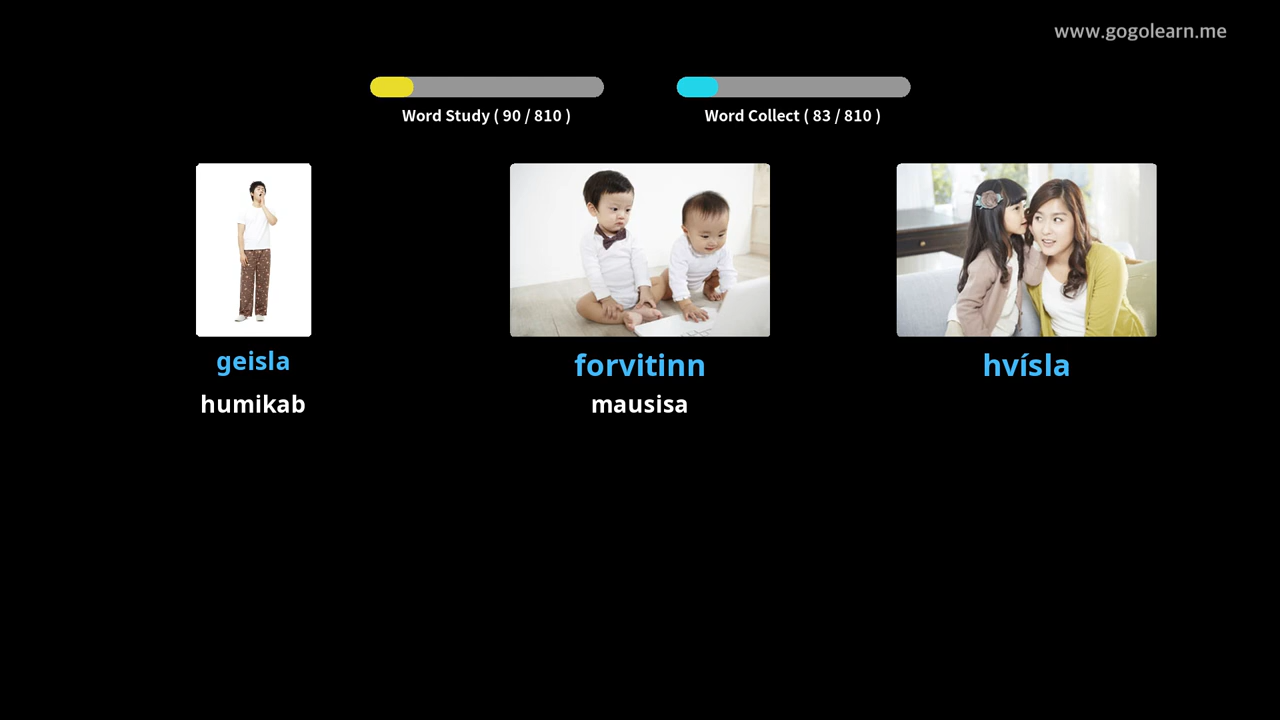 www.gogolearn.me
Word Study ( 90 / 810 )
Word Collect ( 83 / 810 )
geisla
forvitinn
hvísla
humikab
mausisa